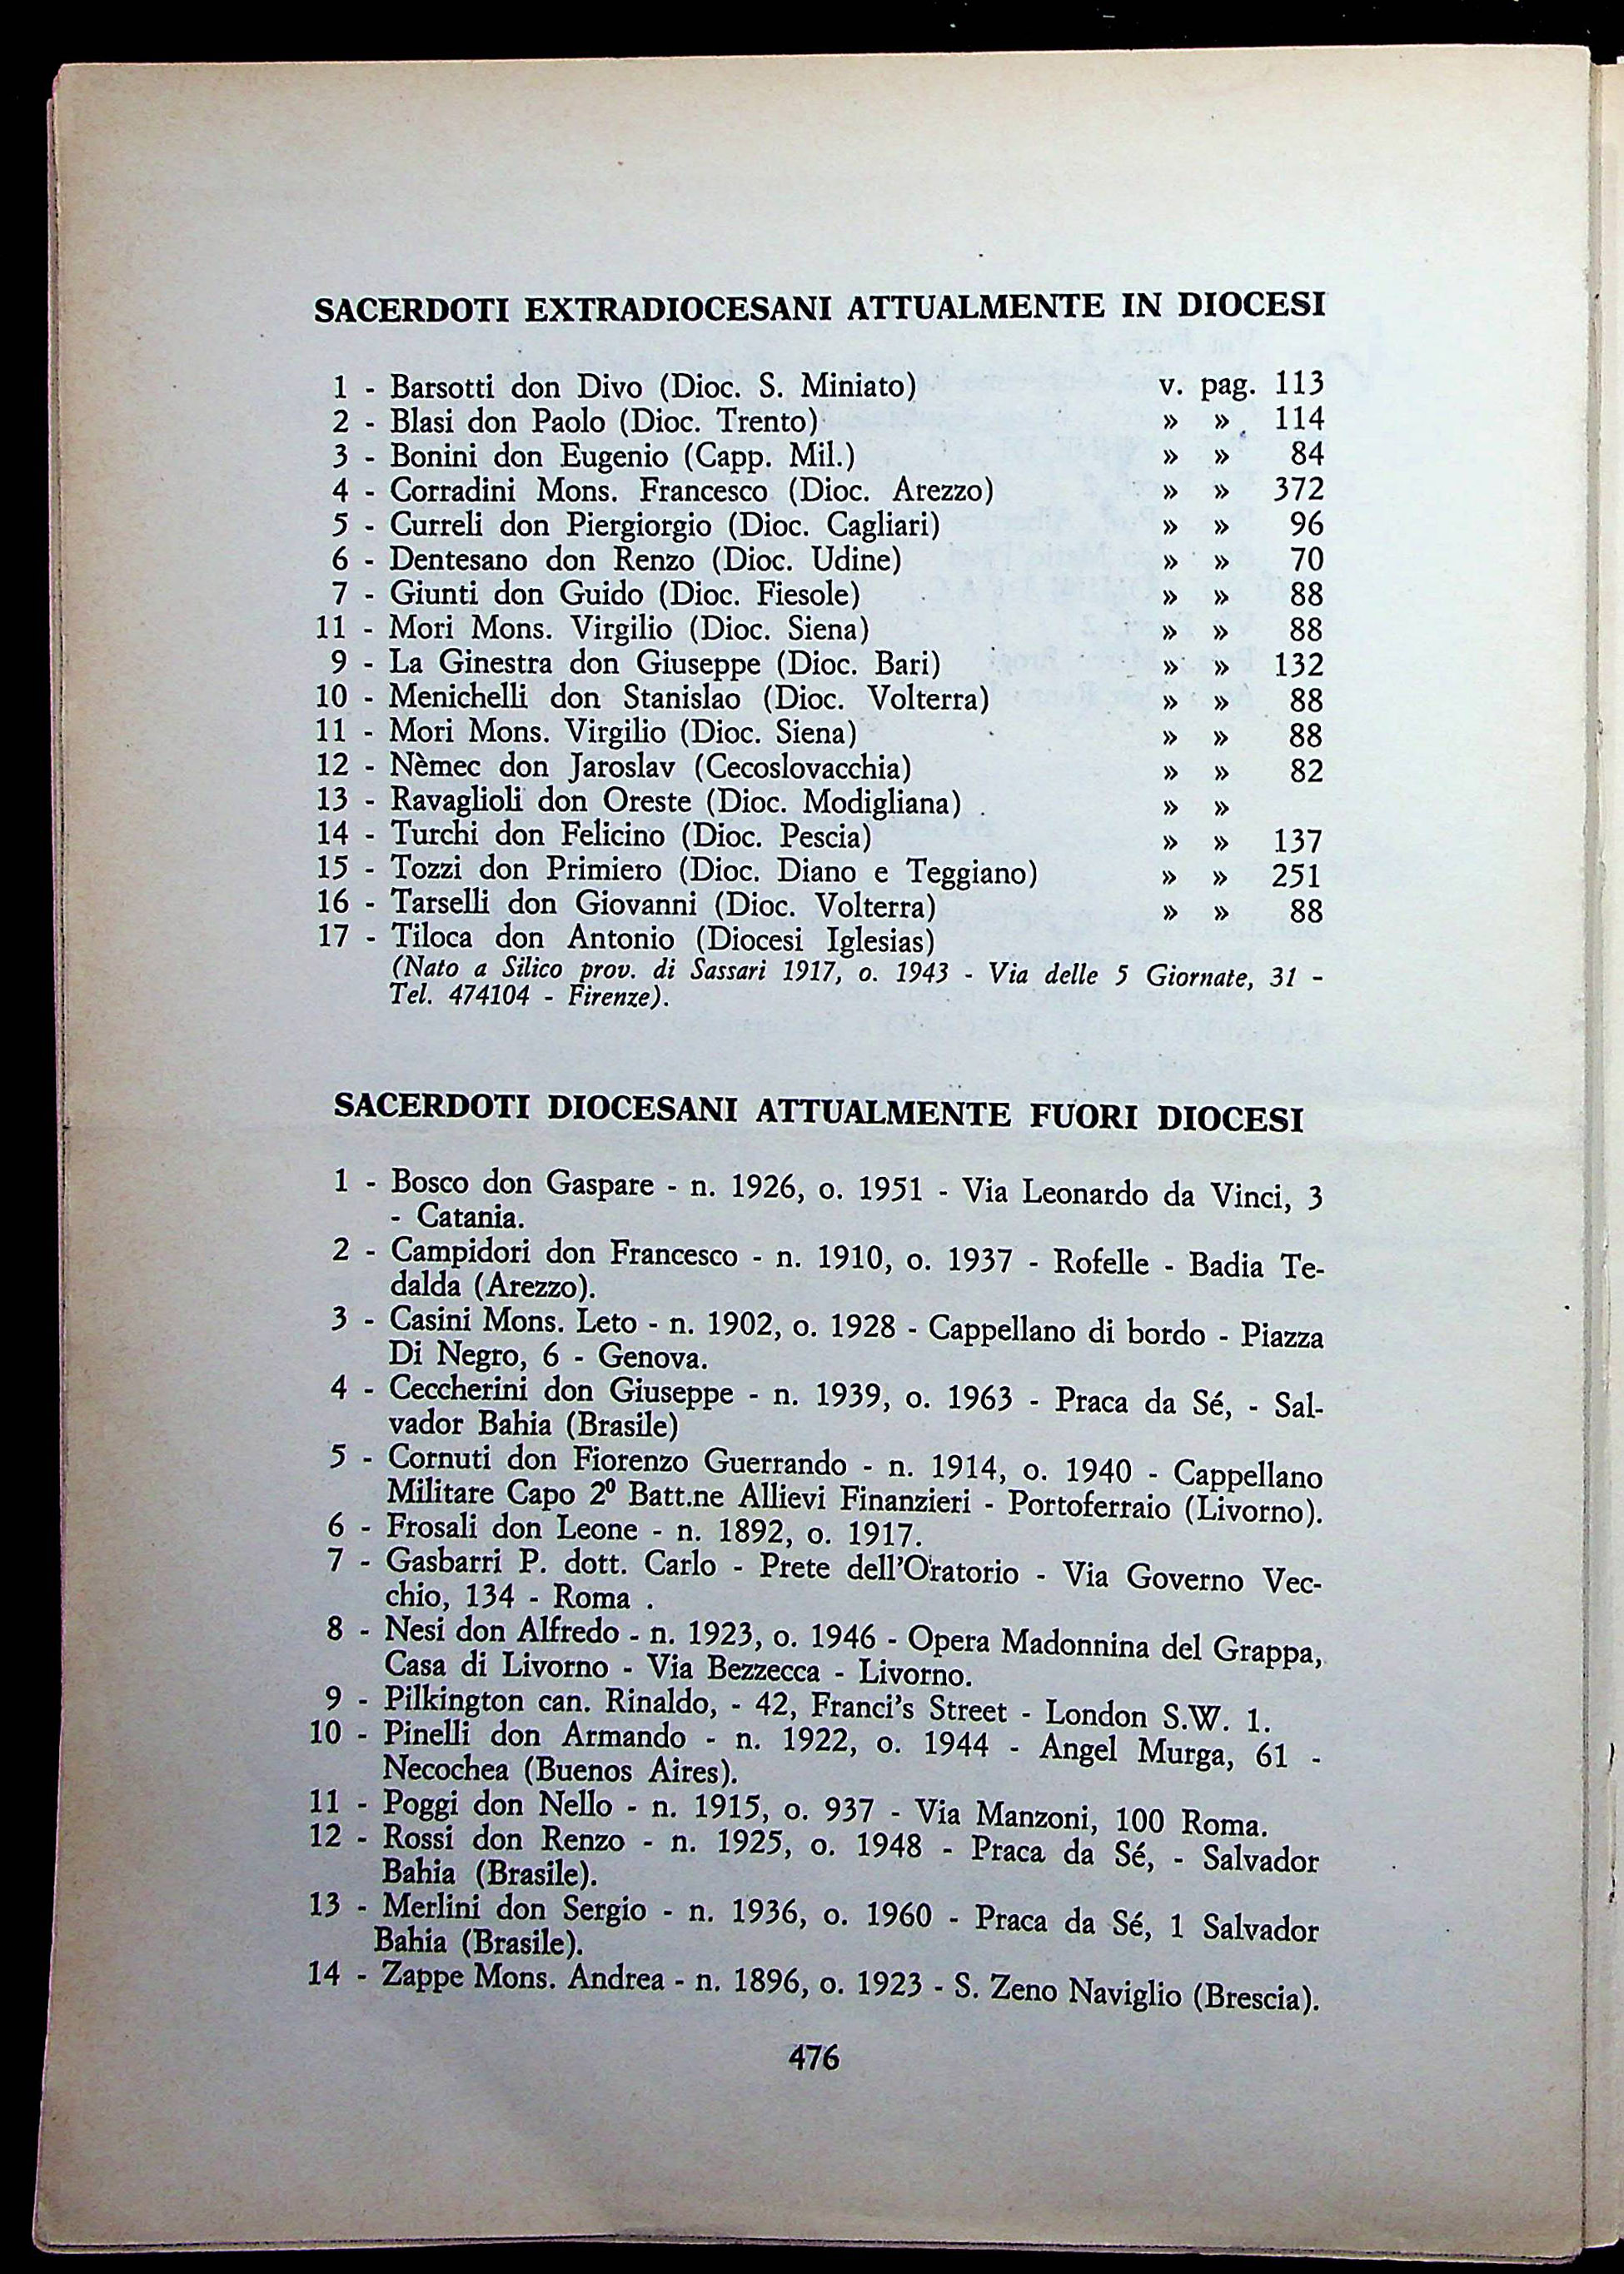 SACERDOTI EXTRADIOCESANI ATTUALMENTE IN DIOCESI
1 - Barsotti don Divo (Dioc. S. Miniato) v. pag. 113
2 - Blasi don Paolo (Dioc. Trento) » » 114
3 - Bonini don Eugenio (Capp. Mil.) » » 84
4 - Corradini Mons. Francesco (Dioc. Arezzo) » » 372
5 - Curreli don Piergiorgio (Dioc. Cagliari) » » 96
6 - Dentesano don Renzo (Dioc. Udine) » » 70
7 - Giunti don Guido (Dioc. Fiesole) » » 88
11 - Mori Mons. Virgilio (Dioc. Siena) » » 88
9 - La Ginestra don Giuseppe (Dioc. Bari) » » 132
10 - Menichelli don Stanislao (Dioc. Volterra) » » 88
11 - Mori Mons. Virgilio (Dioc. Siena) » » 88
12 - Nèmec don Jaroslav (Cecoslovacchia) » » 82
13 - Ravaglioli don Oreste (Dioc. Modigliana) . » »
14 - Turchi don Felicino (Dioc. Pescia) » » 137
15 - Tozzi don Primiero (Dioc. Diano e Teggiano) » » 251
16 - Tarselli don Giovanni (Dioc. Volterra) » » 88
17 - Tiloca don Antonio (Diocesi Iglesias)
(Nato a Silico prov. di Sassari 1917, o. 1943 - Via delle 5 Giornate, 31 -
Tel. 474104 - Firenze).
SACERDOTI DIOCESANI ATTUALMENTE FUORI DIOCESI
1 - Bosco don Gaspare - n. 1926, o. 1951 - Via Leonardo da Vinci, 3
- Catania.
2 - Campidori don Francesco - n. 1910, o. 1937 - Rofelle - Badia Te-
dalda (Arezzo).
3 - Casini Mons. Leto - n. 1902, o. 1928 - Cappellano di bordo - Piazza
Di Negro, 6 - Genova.
4 - Ceccherini don Giuseppe - n. 1939, o. 1963 - Praca da Sé, - Sal-
vador Bahia (Brasile)
5 - Cornuti don Fiorenzo Guerrando - n. 1914, o. 1940 - Cappellano
Militare Capo 2º Batt.ne Allievi Finanzieri - Portoferraio (Livorno).
6 - Frosali don Leone - n. 1892, o. 1917.
7 - Gasbarri P. dott. Carlo - Prete dell'Oratorio - Via Governo Vec-
chio, 134 - Roma .
8 - Nesi don Alfredo - n. 1923, o. 1946 - Opera Madonnina del Grappa,
Casa di Livorno - Via Bezzecca - Livorno.
9 - Pilkington can. Rinaldo, - 42, Franci's Street - London S.W. 1.
10 - Pinelli don Armando - n. 1922, o. 1944 - Angel Murga, 61 -
Necochea (Buenos Aires).
11 - Poggi don Nello - n. 1915, o. 937 - Via Manzoni, 100 Roma.
12 - Rossi don Renzo - n. 1925, o. 1948 - Praca da Sé, - Salvador
Bahia (Brasile).
13 - Merlini don Sergio - n. 1936, o. 1960 - Praca da Sé, 1 Salvador
Bahia (Brasile).
14 - Zappe Mons. Andrea - n. 1896, o. 1923 - S. Zeno Naviglio (Brescia).
476